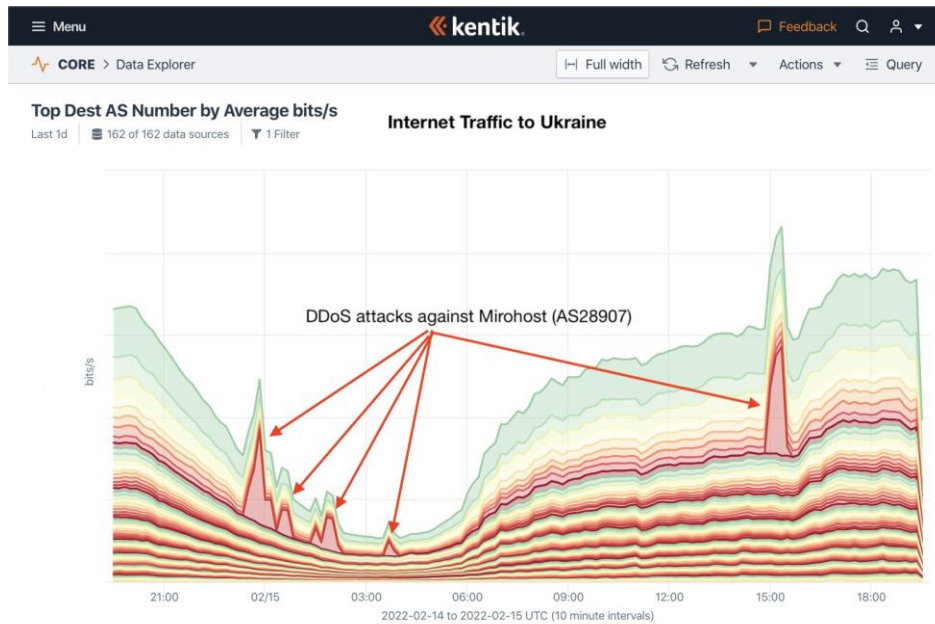 Menu
kentik.
Feedback
CORE > Data Explorer
Full width
Refresh
Actions
Query
Top Dest AS Number by Average bits/s
Last 1d
162 of 162 data sources
1 Filter
Internet Traffic to Ukraine
DDoS attacks against Mirohost (AS28907)
bits/s
21:00 02/15 03:00 06:00 09:00 12:00 15:00 18:00
2022-02-14 to 2022-02-15 UTC (10 minute intervals)